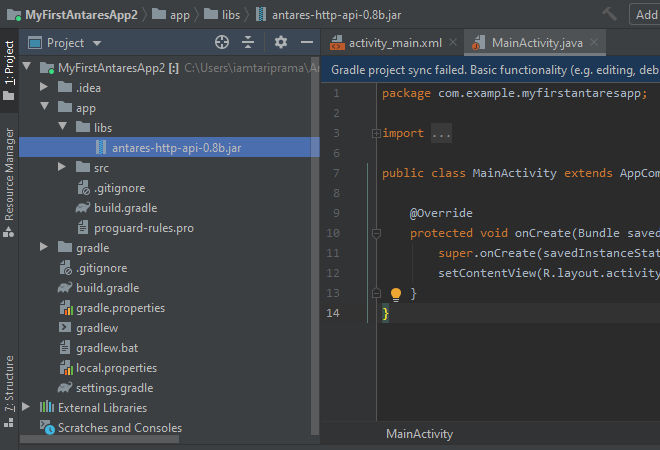 MyFirstAntaresApp2 app libs antares-http-api-0.8b.jar Add
1: Project
Resource Manager
7: Structure
Project
MyFirstAntaresApp2 [:] C:\Users\iamtariprama\Ar
.idea
app
libs
antares-http-api-0.8b.jar
src
.gitignore
build.gradle
proguard-rules.pro
gradle
.gitignore
build.gradle
gradle.properties
gradlew
gradlew.bat
local.properties
settings.gradle
External Libraries
Scratches and Consoles
activity_main.xml MainActivity.java
Gradle project sync failed. Basic functionality (e.g. editing, deb
1 package com.example.myfirstantaresapp;
2
3 import ...
6
7 public class MainActivity extends AppCom
8
9 @Override
10 protected void onCreate(Bundle saved
11 super.onCreate(savedInstanceStat
12 setContentView(R.layout.activity
13 }
14 }
MainActivity